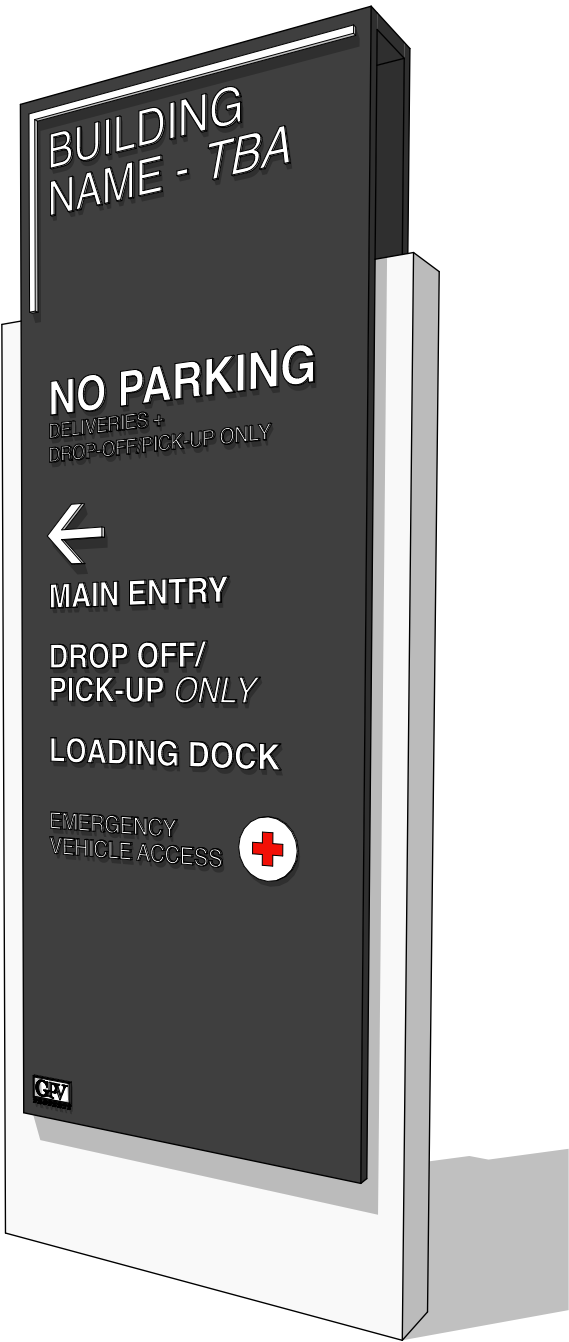 BUILDING
NAME - TBA
NO PARKING
DELIVERIES +
DROP-OFF/PICK-UP ONLY
MAIN ENTRY
DROP OFF/
PICK-UP ONLY
LOADING DOCK
EMERGENCY
VEHICLE ACCESS
GPV